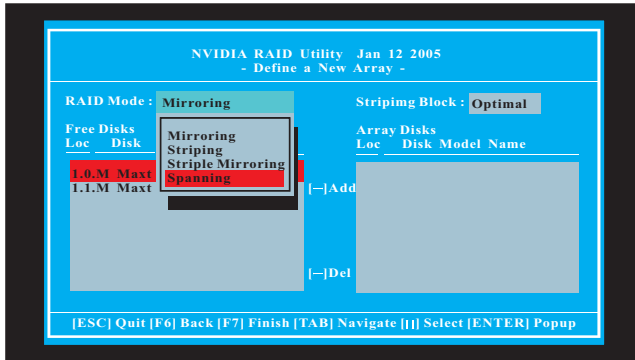 NVIDIA RAID Utility Jan 12 2005
- Define a New Array -
RAID Mode : Mirroring
Stripimg Block : Optimal
Free Disks
Loc Disk
Array Disks
Loc Disk Model Name
Mirroring
Striping
Striple Mirroring
Spanning
1.0.M Maxt
1.1.M Maxt
[—]Add
[—]Del
[ESC] Quit [F6] Back [F7] Finish [TAB] Navigate [||] Select [ENTER] Popup